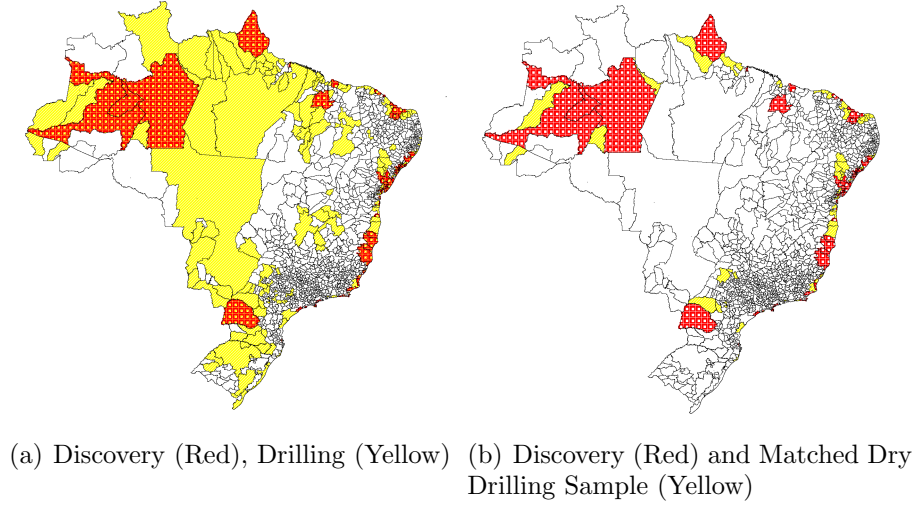 (a) Discovery (Red), Drilling (Yellow)
(b) Discovery (Red) and Matched Dry
Drilling Sample (Yellow)